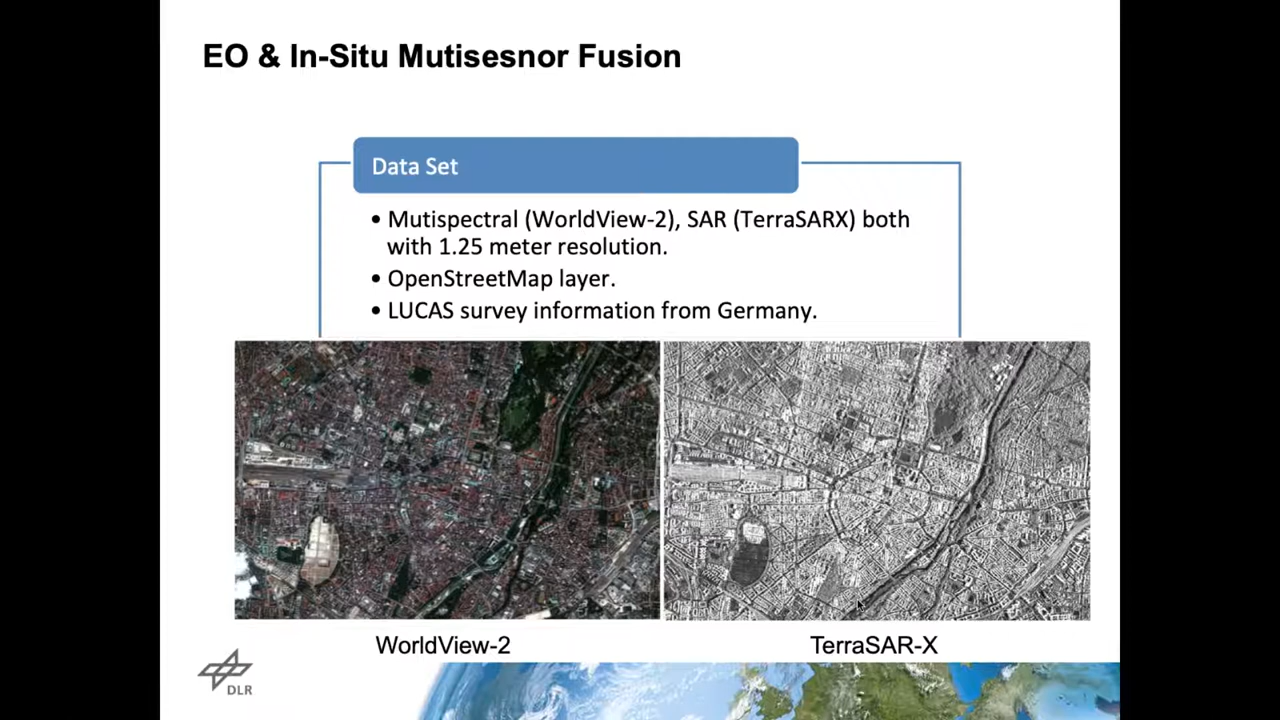 EO & In-Situ Mutisesnor Fusion
Data Set
• Mutispectral (WorldView-2), SAR (TerraSARX) both
with 1.25 meter resolution.
• OpenStreetMap layer.
• LUCAS survey information from Germany.
WorldView-2
TerraSAR-X
DLR